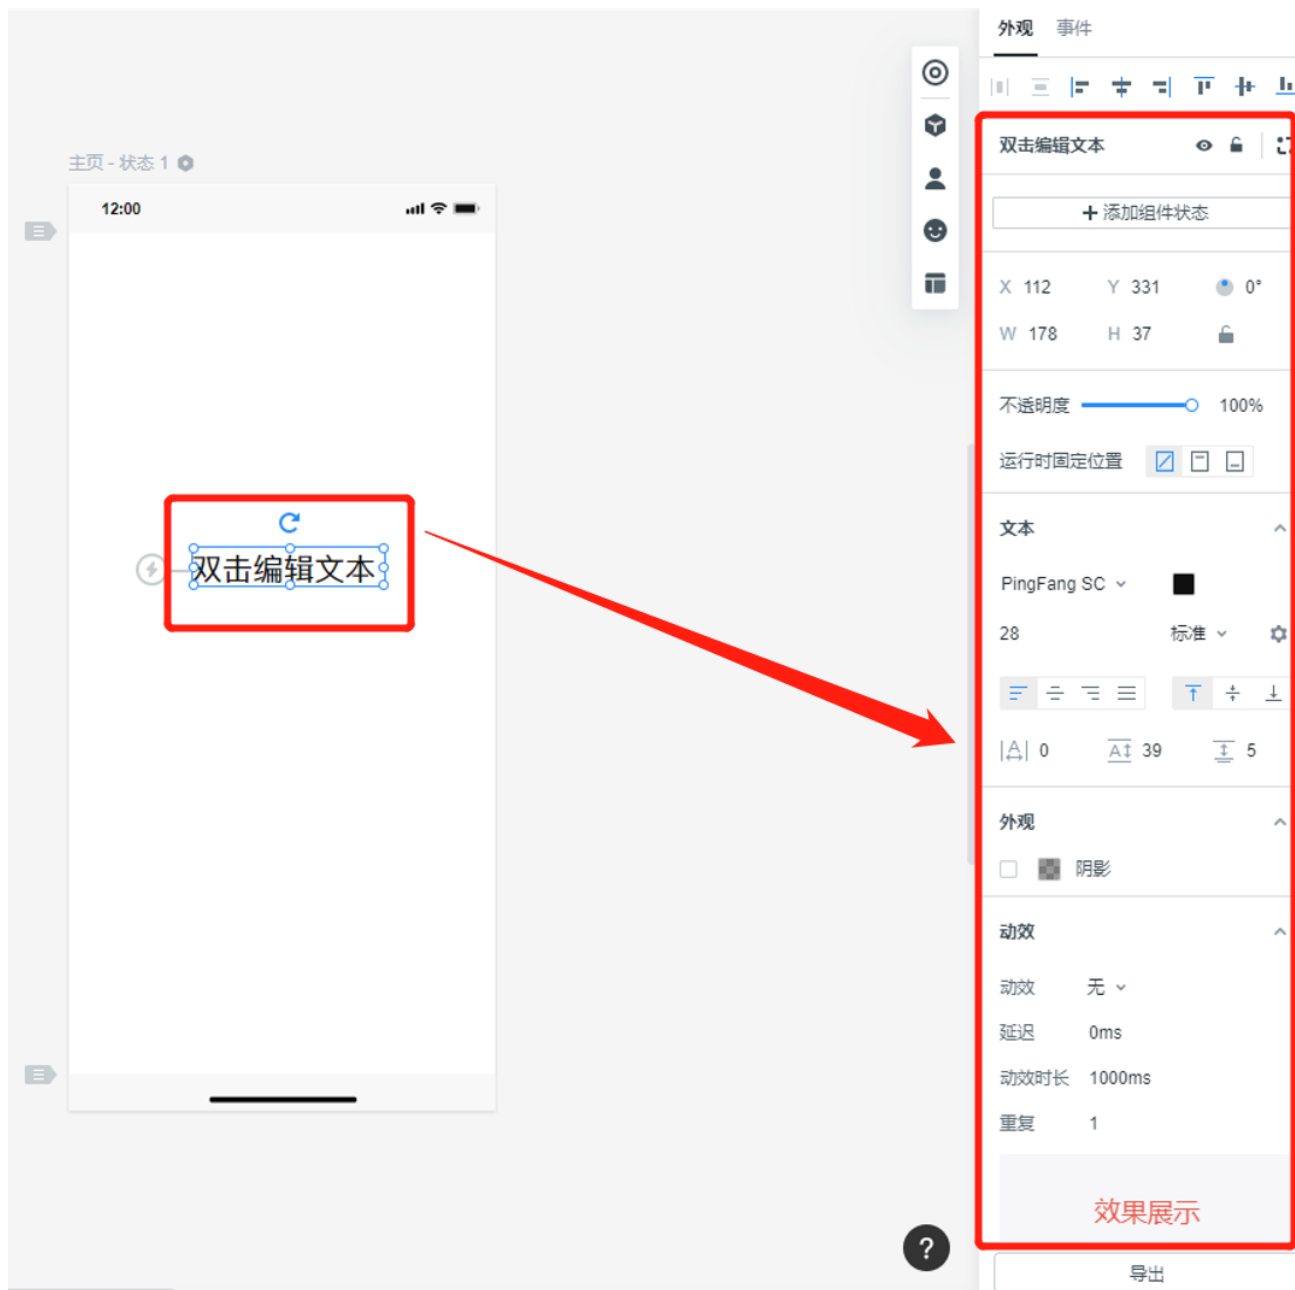 外观 事件
双击编辑文本
添加组件状态
主页 - 状态 1
12:00
X 112 Y 331 0°
W 178 H 37
不透明度 100%
运行时固定位置
文本
双击编辑文本
PingFang SC
28 标准
A 0 A 39 5
外观
阴影
动效
动效 无
延迟 0ms
动效时长 1000ms
重复 1
效果展示
?
导出